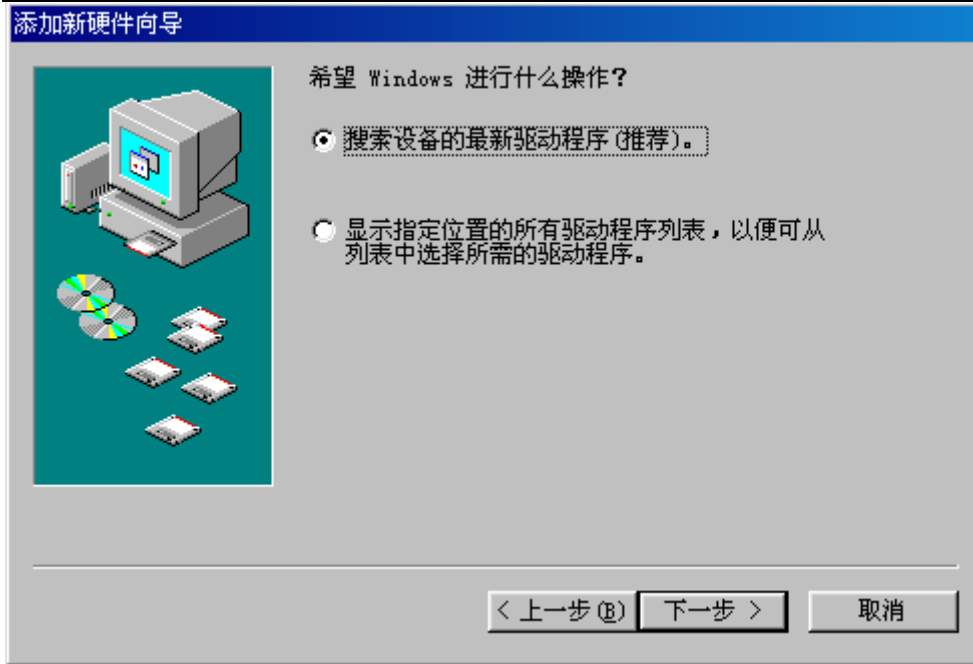 添加新硬件向导
希望 Windows 进行什么操作?
搜索设备的最新驱动程序(推荐)。
显示指定位置的所有驱动程序列表，以便可从
列表中选择所需的驱动程序。
< 上一步(B)
下一步 >
取消